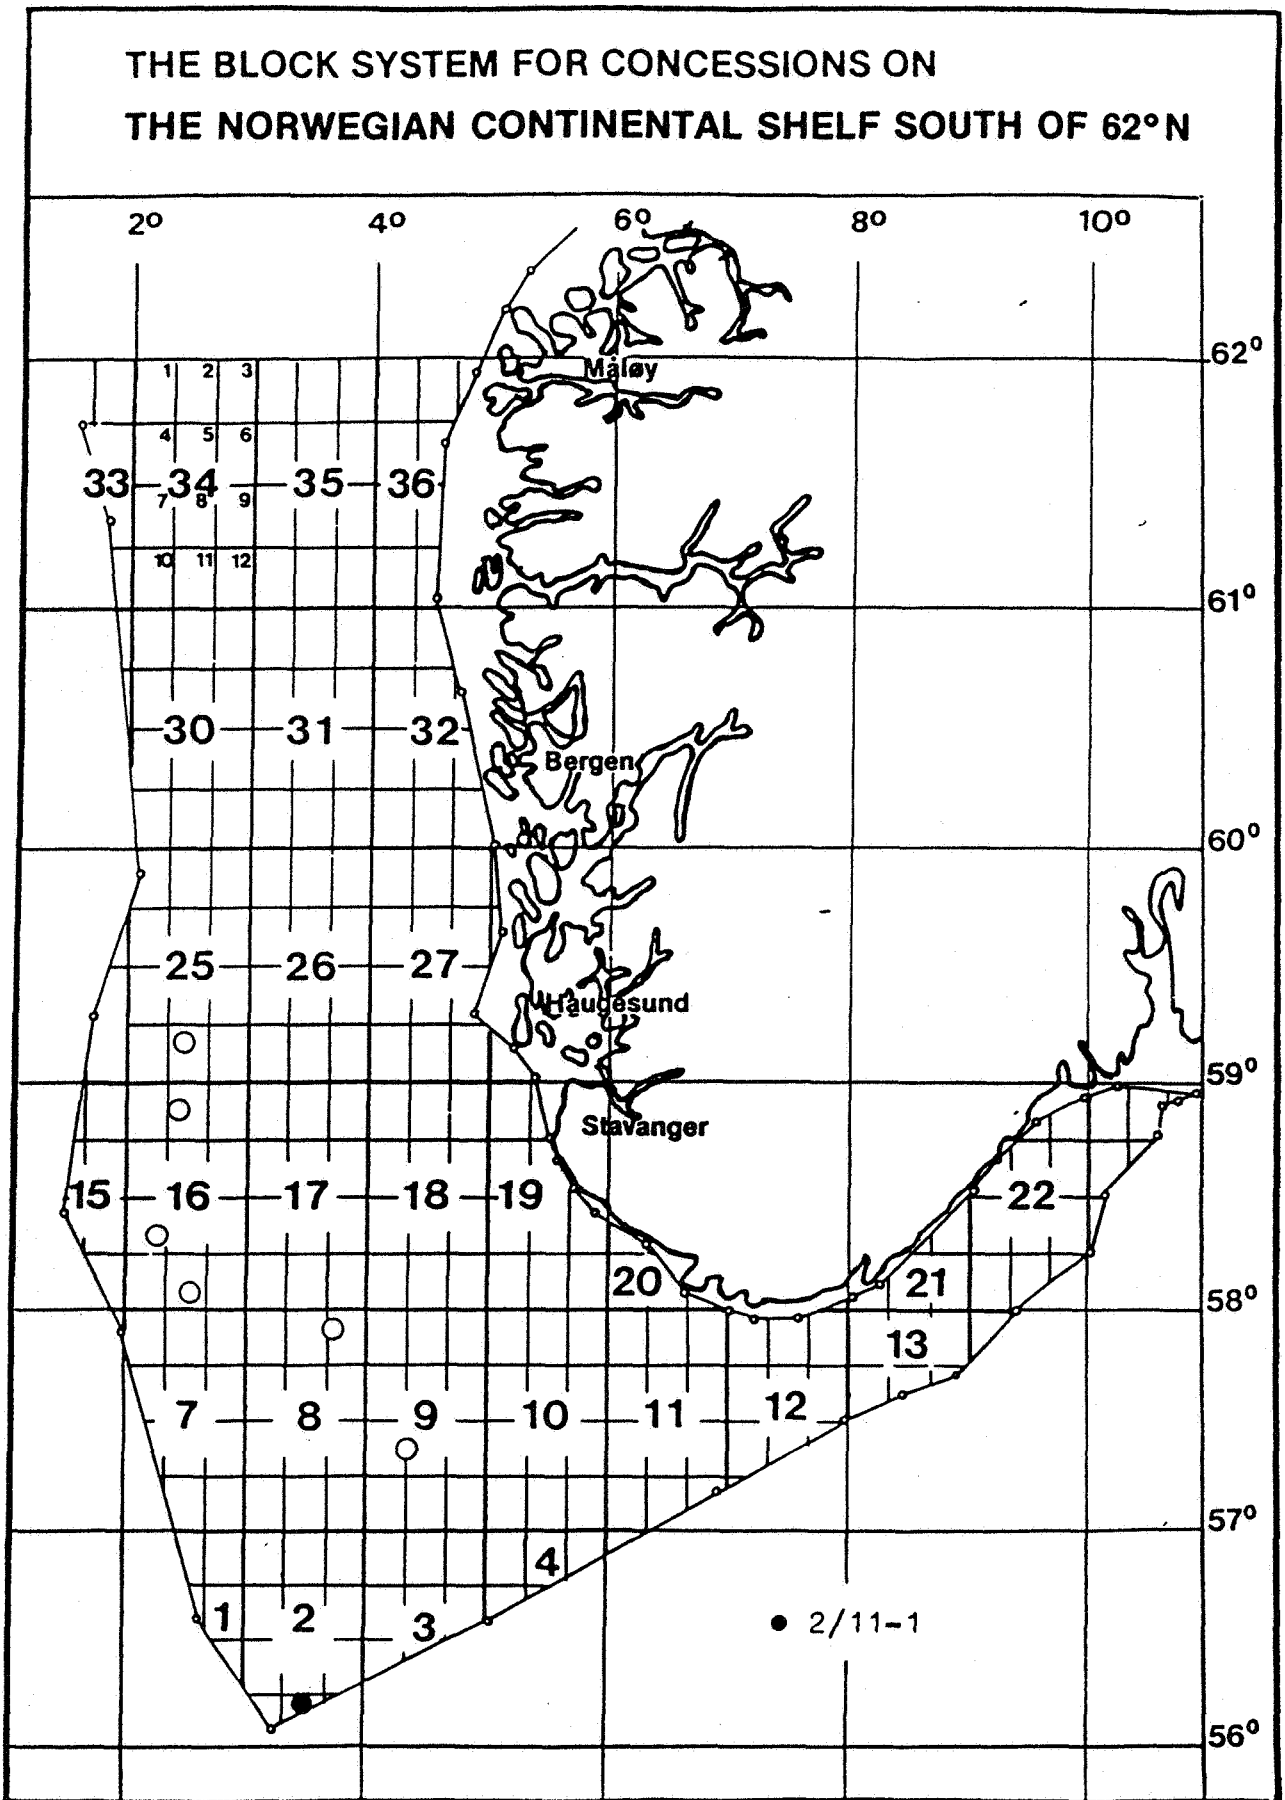 THE BLOCK SYSTEM FOR CONCESSIONS ON
THE NORWEGIAN CONTINENTAL SHELF SOUTH OF 62° N
2° 4° 6° 8° 10°
62°
1 2 3
Måløy
4 5 6
33 34 35 36
7 8 9
10 11 12
61°
30 31 32
Bergen
60°
25 26 27
Haugesund
59°
Stavanger
15 16 17 18 19 22
20 21
58°
13
7 8 9 10 11 12
57°
4
1 2 3
2/11-1
56°